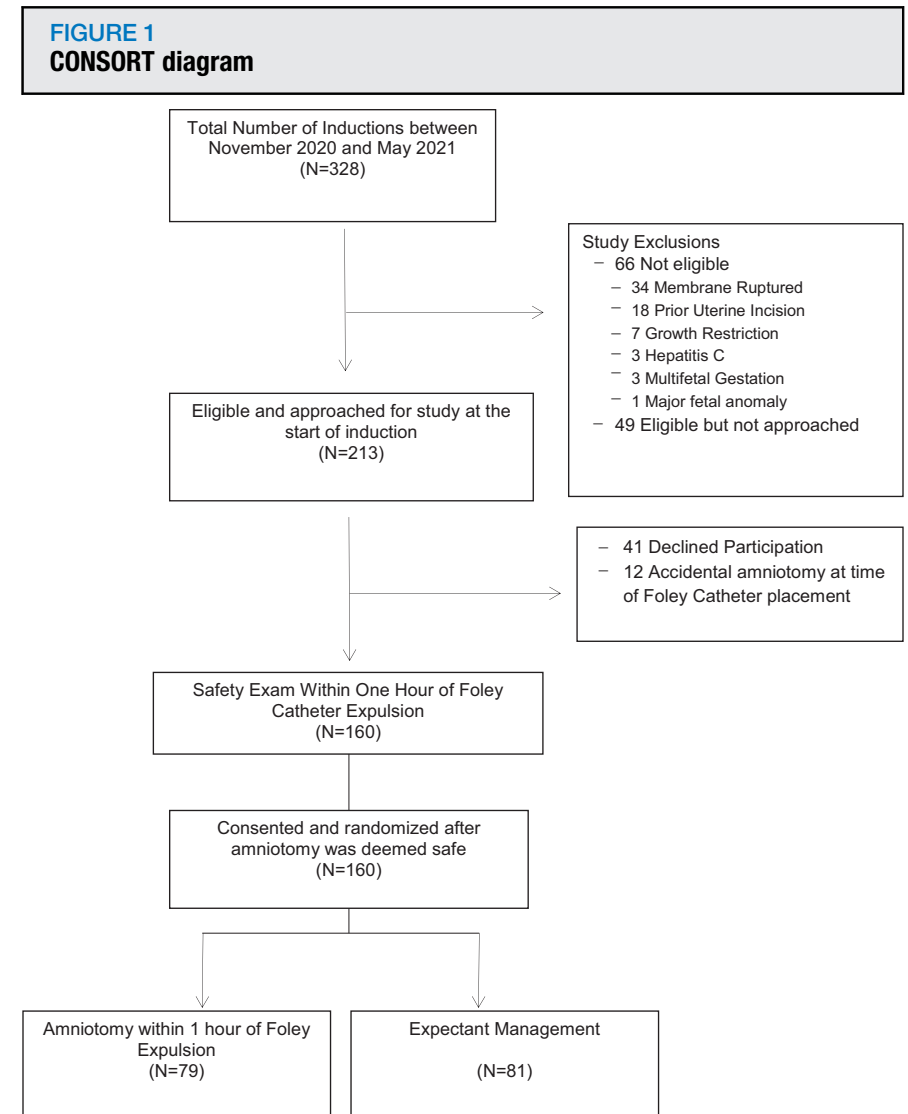 FIGURE 1
CONSORT diagram
Total Number of Inductions between
November 2020 and May 2021
(N=328)
Study Exclusions
– 66 Not eligible
– 34 Membrane Ruptured
– 18 Prior Uterine Incision
– 7 Growth Restriction
– 3 Hepatitis C
– 3 Multifetal Gestation
– 1 Major fetal anomaly
– 49 Eligible but not approached
Eligible and approached for study at the
start of induction
(N=213)
– 41 Declined Participation
– 12 Accidental amniotomy at time
of Foley Catheter placement
Safety Exam Within One Hour of Foley
Catheter Expulsion
(N=160)
Consented and randomized after
amniotomy was deemed safe
(N=160)
Amniotomy within 1 hour of Foley
Expulsion
(N=79)
Expectant Management
(N=81)